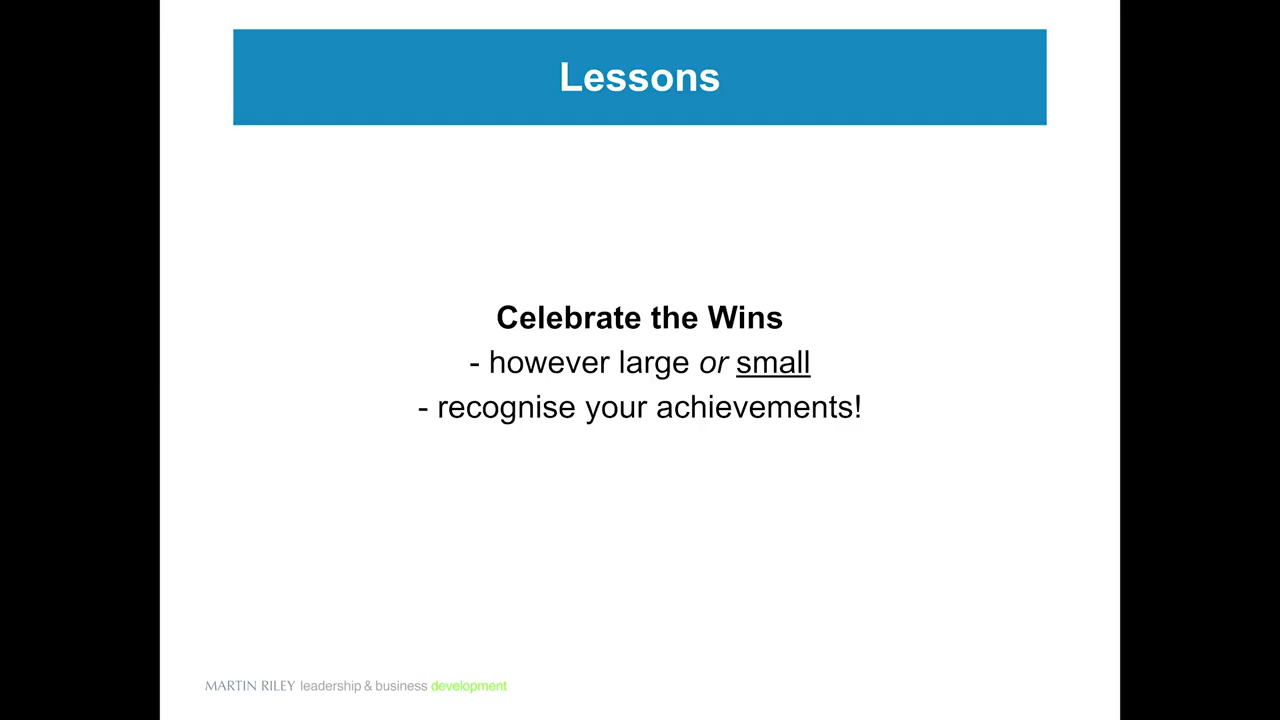 Lessons
Celebrate the Wins
- however large or small
- recognise your achievements!
MARTIN RILEY leadership & business development